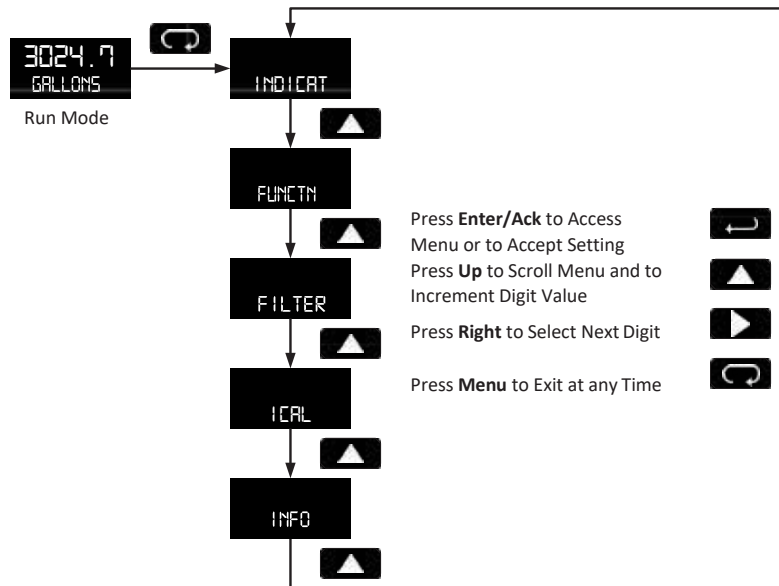 3024.7
GALLONS
Run Mode
INDICAT
FUNCTN
FILTER
ICAL
INFO
Press Enter/Ack to Access
Menu or to Accept Setting
Press Up to Scroll Menu and to
Increment Digit Value
Press Right to Select Next Digit
Press Menu to Exit at any Time